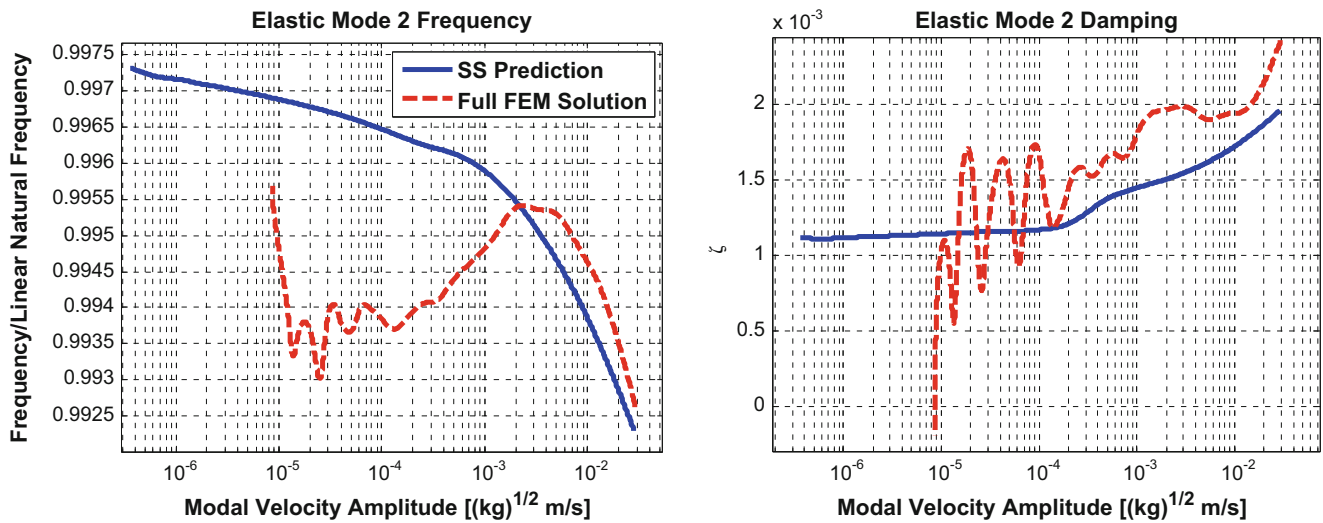 Elastic Mode 2 Frequency
Frequency/Linear Natural Frequency
0.9975
0.997
0.9965
0.996
0.9955
0.995
0.9945
0.994
0.9935
0.993
0.9925
SS Prediction
Full FEM Solution
10^-6 10^-5 10^-4 10^-3 10^-2
Modal Velocity Amplitude [(kg)^1/2 m/s]
Elastic Mode 2 Damping
x 10^-3
ζ
2
1.5
1
0.5
0
10^-6 10^-5 10^-4 10^-3 10^-2
Modal Velocity Amplitude [(kg)^1/2 m/s]